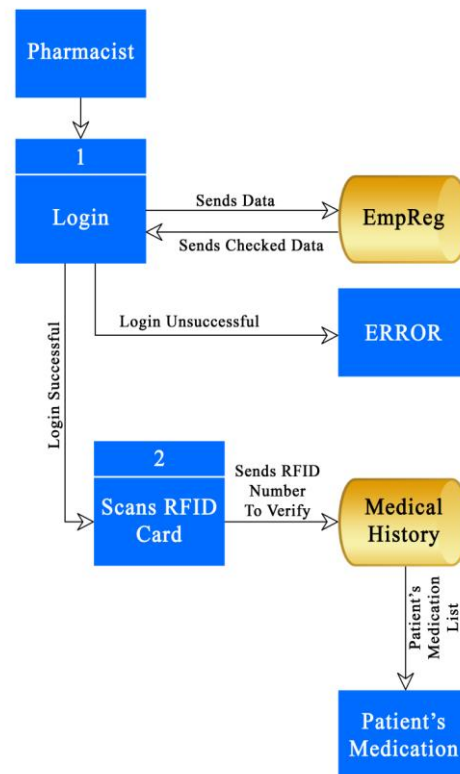 Pharmacist
1
Login
Sends Data
Sends Checked Data
EmpReg
Login Unsuccessful
ERROR
Login Successful
2
Scans RFID
Card
Sends RFID
Number
To Verify
Medical
History
Patient's
Medication
List
Patient's
Medication